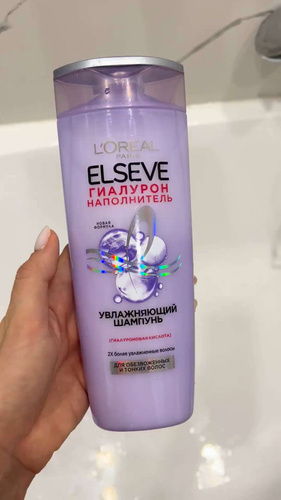 L'ORÉAL
PARIS
ELSEVE
ГИАЛУРОН
НАПОЛНИТЕЛЬ
НОВАЯ
ФОРМУЛА
УВЛАЖНЯЮЩИЙ
ШАМПУНЬ
[ГИАЛУРОНОВАЯ КИСЛОТА]
2X более увлажненные волосы
ДЛЯ ОБЕЗВОЖЕННЫХ
И ТОНКИХ ВОЛОС